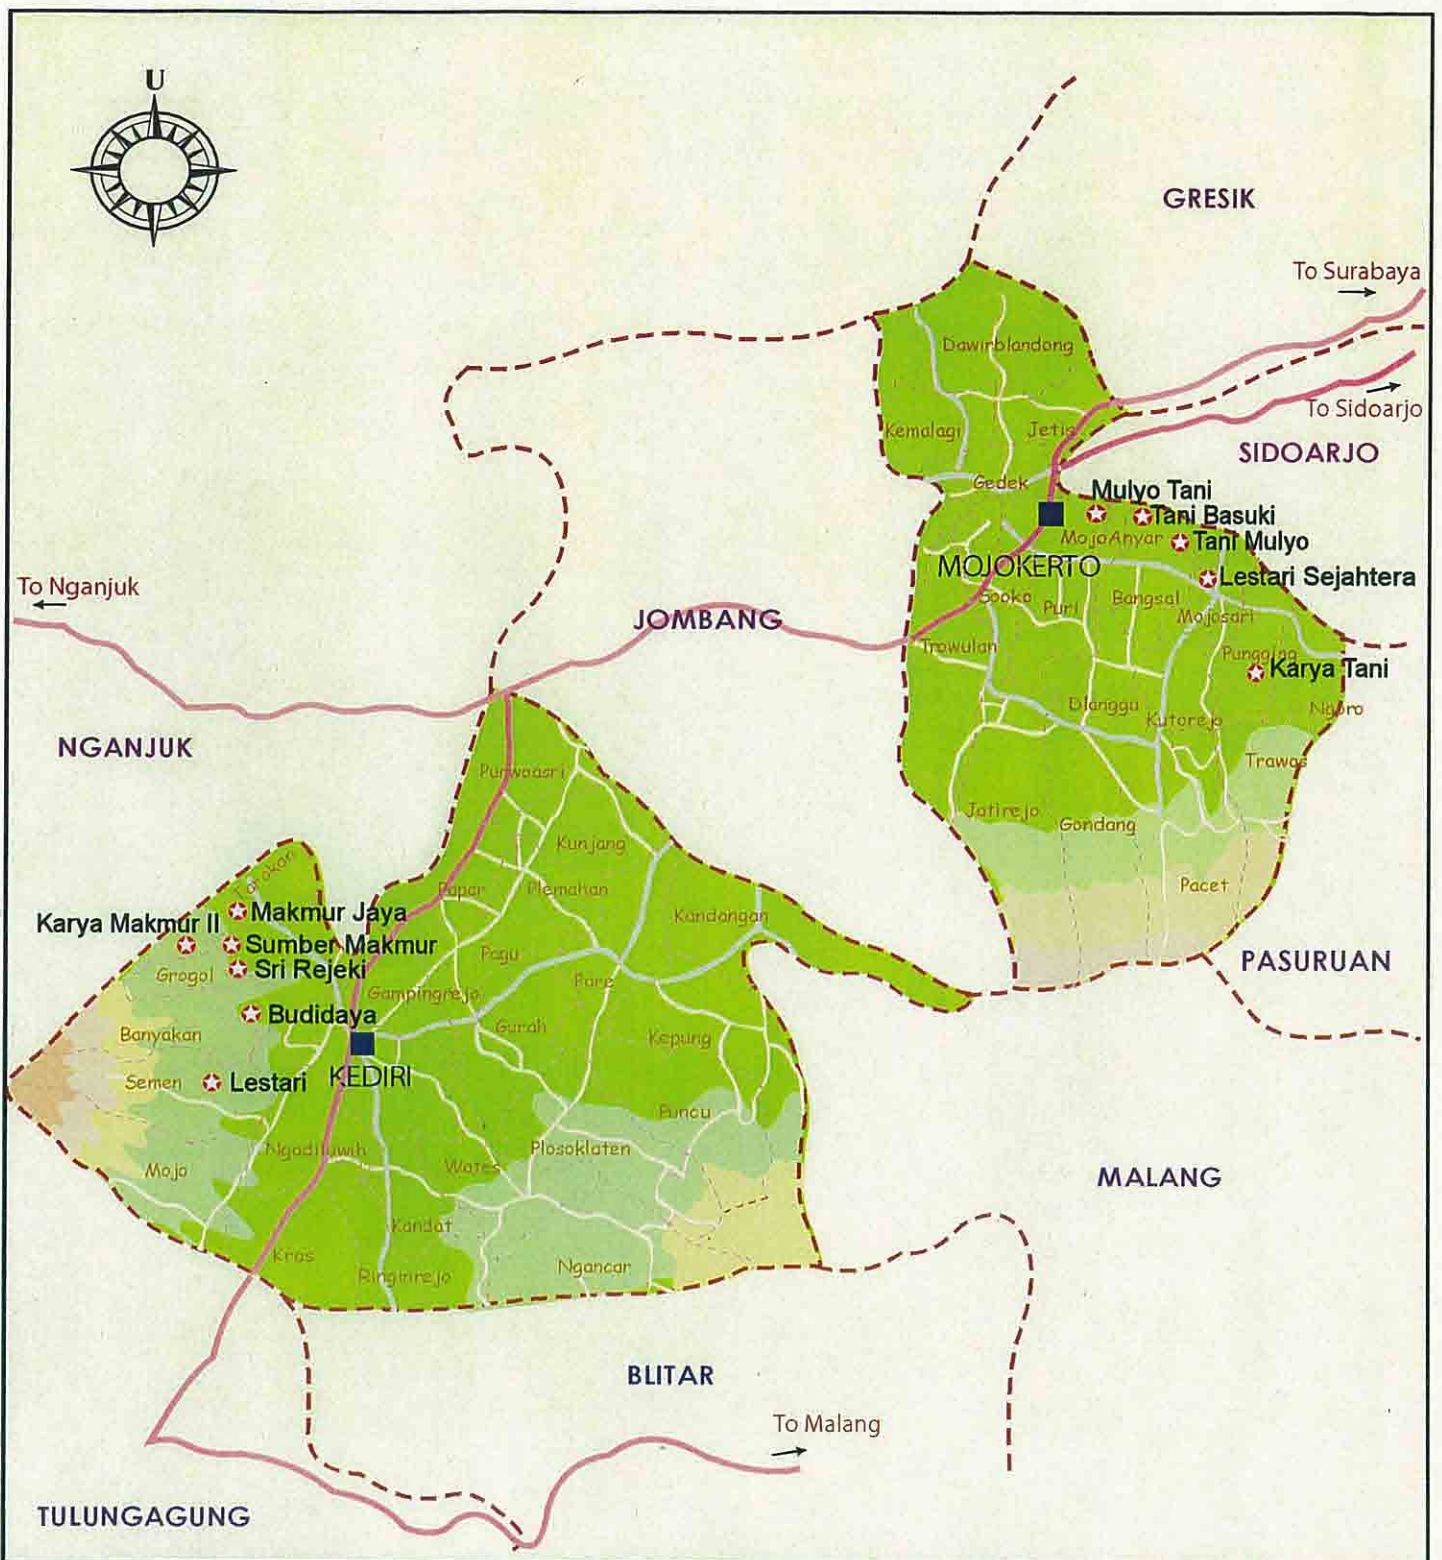 U
GRESIK
To Surabaya
To Sidoarjo
SIDOARJO
Dawirblandong
Kemalagi
Jetis
Gedek
Mulyo Tani
Tani Basuki
MojoAnyar
Tani Mulyo
MOJOKERTO
Lestari Sejahtera
Sooko
Puri
Bangsal
Mojosari
Trowulan
Pungging
Karya Tani
Dlanggu
Kutorejo
Ngoro
Trawas
Jatirejo
Gondang
Pacet
To Nganjuk
JOMBANG
NGANJUK
Purwoasri
Kunjang
Papar
Plemahan
Kandangan
Tarokan
Makmur Jaya
Karya Makmur II
Sumber Makmur
Grogol
Sri Rejeki
Pagu
Pare
Gampingrejo
Budidaya
Gurah
Kepung
Banyakan
Semen
Lestari
KEDIRI
Puncu
Ngadiluwih
Plosoklaten
Mojo
Wates
Kandat
Kras
Ringinrejo
Ngancar
PASURUAN
MALANG
BLITAR
To Malang
TULUNGAGUNG